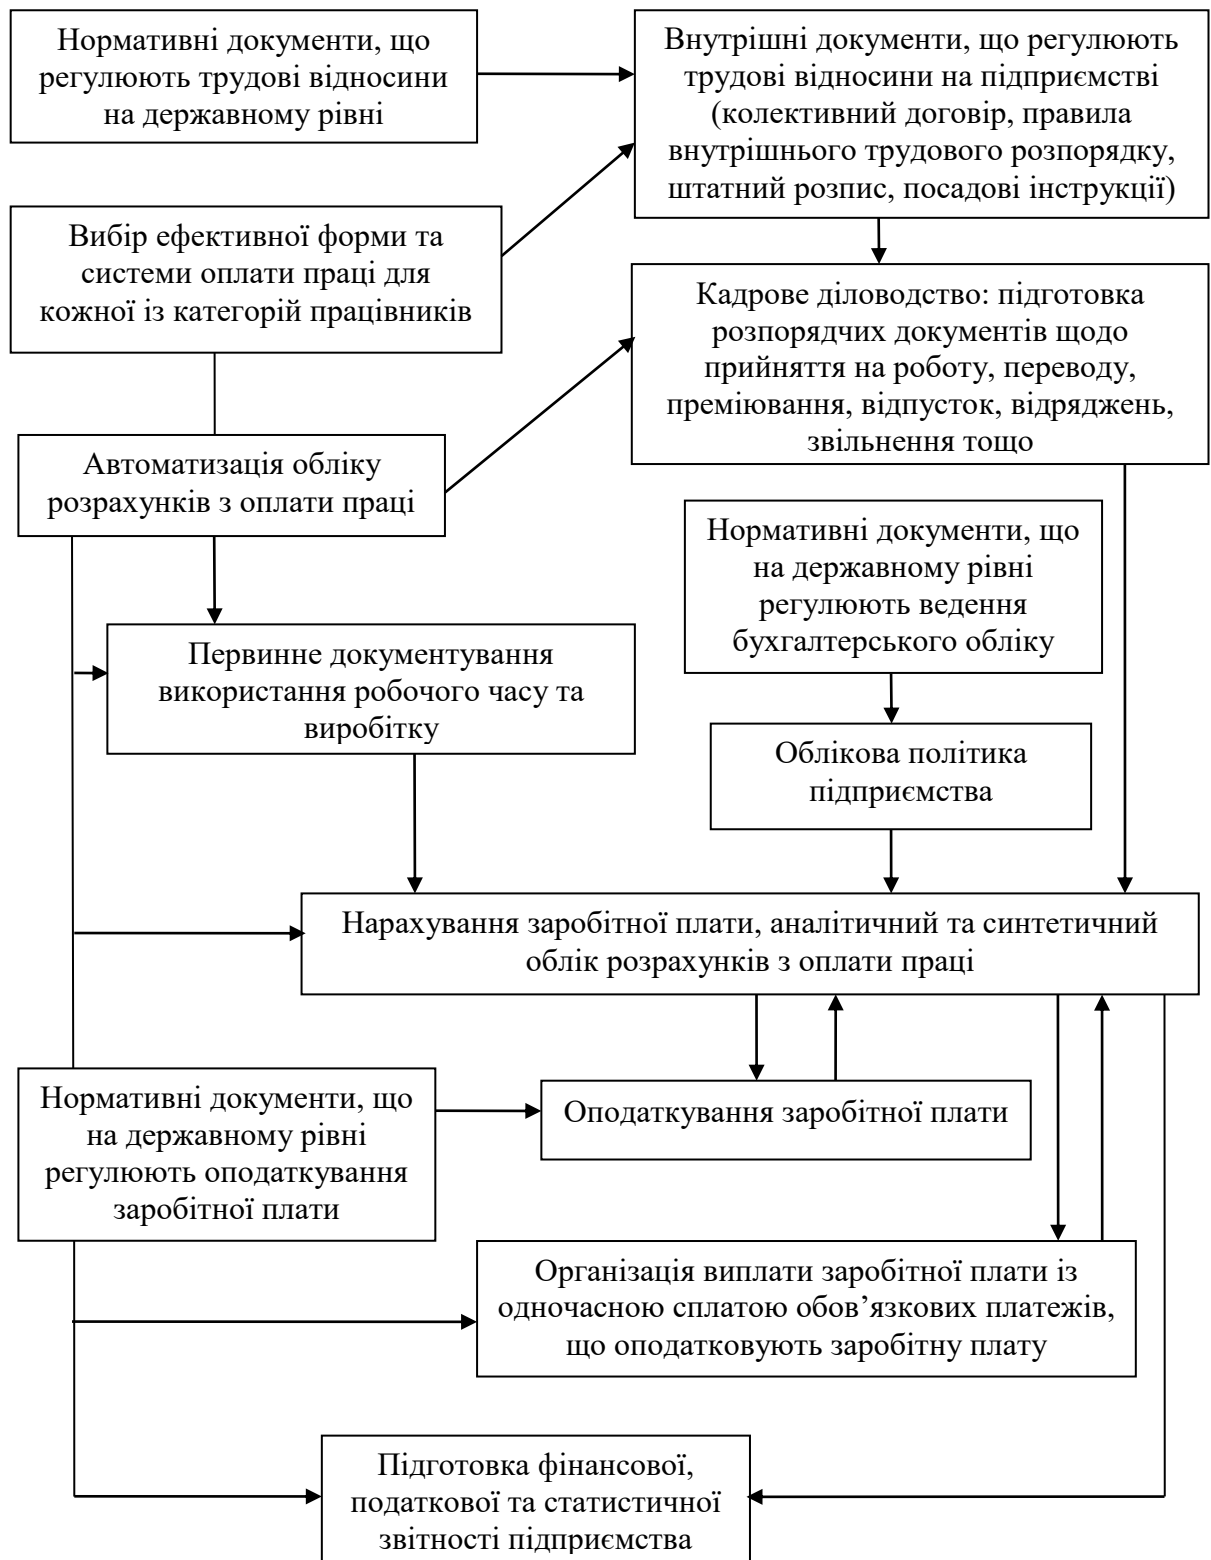 Нормативні документи, що
регулюють трудові відносини
на державному рівні
Внутрішні документи, що регулюють
трудові відносини на підприємстві
(колективний договір, правила
внутрішнього трудового розпорядку,
штатний розпис, посадові інструкції)
Вибір ефективної форми та
системи оплати праці для
кожної із категорій працівників
Кадрове діловодство: підготовка
розпорядчих документів щодо
прийняття на роботу, переводу,
преміювання, відпусток, відряджень,
звільнення тощо
Автоматизація обліку
розрахунків з оплати праці
Нормативні документи, що
на державному рівні
регулюють ведення
бухгалтерського обліку
Первинне документування
використання робочого часу та
виробітку
Облікова політика
підприємства
Нарахування заробітної плати, аналітичний та синтетичний
облік розрахунків з оплати праці
Нормативні документи, що
на державному рівні
регулюють оподаткування
заробітної плати
Оподаткування заробітної плати
Організація виплати заробітної плати із
одночасною сплатою обов’язкових платежів,
що оподатковують заробітну плату
Підготовка фінансової,
податкової та статистичної
звітності підприємства